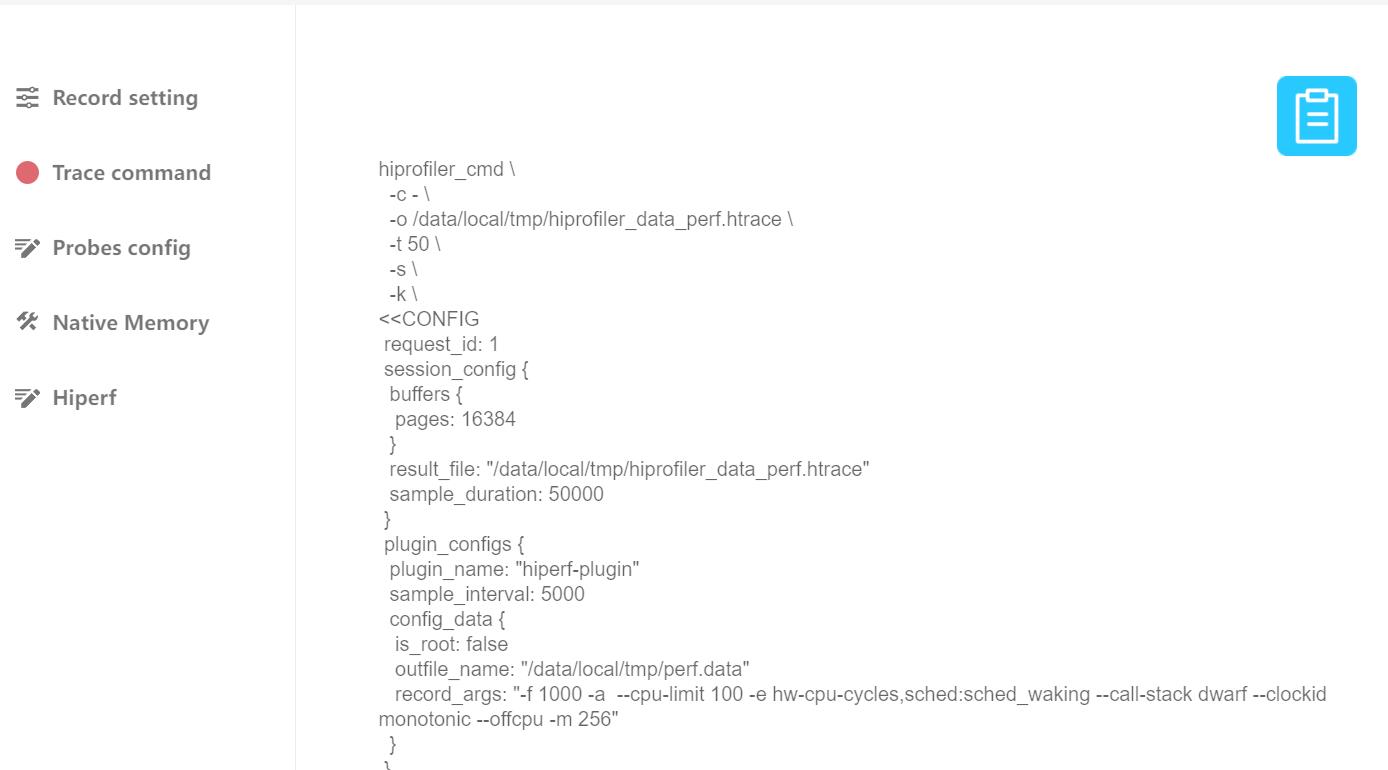 Record setting
Trace command
Probes config
Native Memory
Hiperf
hiprofiler_cmd \
-c - \
-o /data/local/tmp/hiprofiler_data_perf.htrace \
-t 50 \
-s \
-k \
<<CONFIG
request_id: 1
session_config {
buffers {
pages: 16384
}
result_file: "/data/local/tmp/hiprofiler_data_perf.htrace"
sample_duration: 50000
}
plugin_configs {
plugin_name: "hiperf-plugin"
sample_interval: 5000
config_data {
is_root: false
outfile_name: "/data/local/tmp/perf.data"
record_args: "-f 1000 -a  --cpu-limit 100 -e hw-cpu-cycles,sched:sched_waking --call-stack dwarf --clockid
monotonic --offcpu -m 256"
}
}